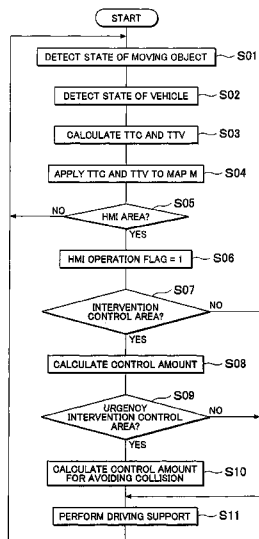 START
DETECT STATE OF MOVING OBJECT
S01
DETECT STATE OF VEHICLE
S02
CALCULATE TTC AND TTV
S03
APPLY TTC AND TTV TO MAP M
S04
S05
NO
HMI AREA?
YES
HMI OPERATION FLAG = 1
S06
S07
INTERVENTION
CONTROL AREA?
NO
YES
CALCULATE CONTROL AMOUNT
S08
S09
URGENCY
INTERVENTION CONTROL
AREA?
NO
YES
CALCULATE CONTROL AMOUNT
FOR AVOIDING COLLISION
S10
PERFORM DRIVING SUPPORT
S11